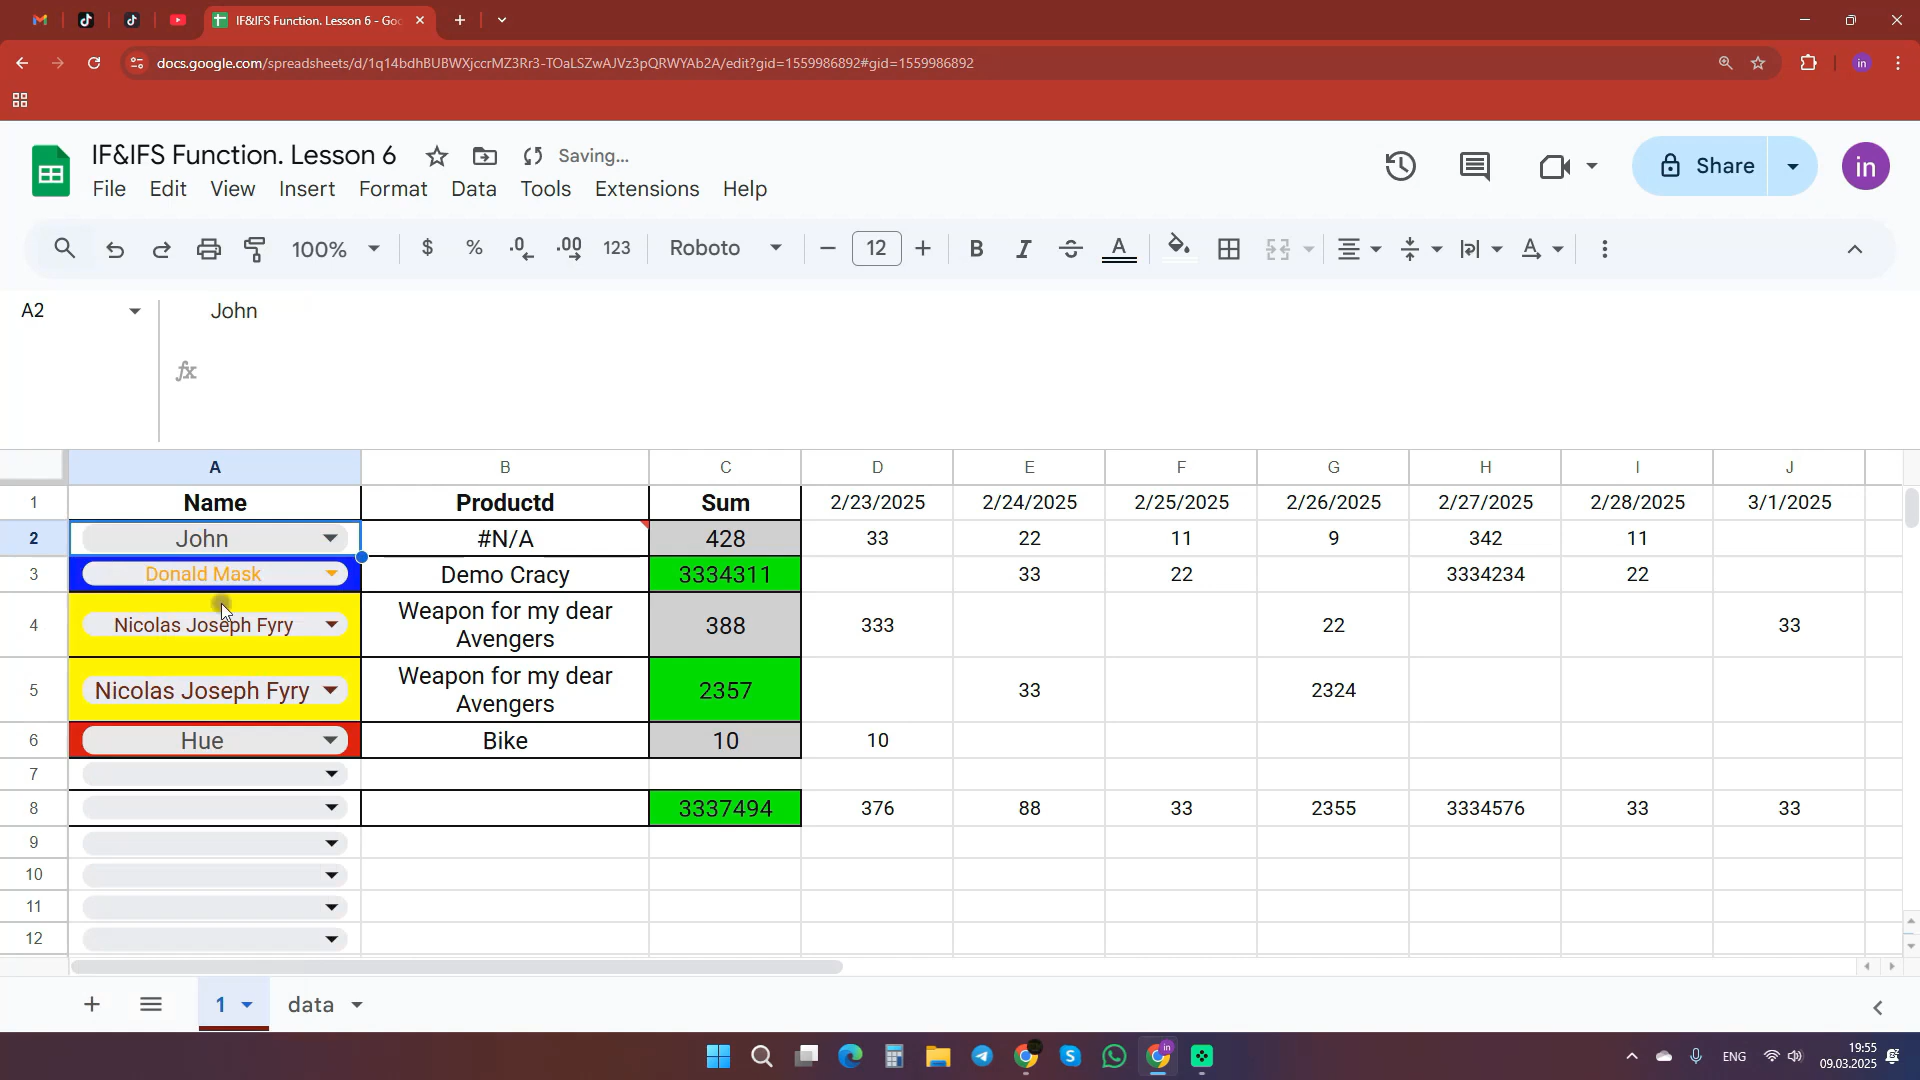 IF&IFS Function. Lesson 6 - Goo
docs.google.com/spreadsheets/d/1q14bdhBUBWXjccrMZ3Rr3-TOaLSZwAJVz3pQRWYAb2A/edit?gid=1559986892#gid=1559986892
in
IF&IFS Function. Lesson 6
Saving...
Share
in
File Edit View Insert Format Data Tools Extensions Help
100% $ % .0 .00 123 Roboto 12 B I A A
A2
John
fx
A B C D E F G H I J
1 Name Productd Sum 2/23/2025 2/24/2025 2/25/2025 2/26/2025 2/27/2025 2/28/2025 3/1/2025
2 John #N/A 428 33 22 11 9 342 11
3 Donald Mask Demo Cracy 3334311 33 22 3334234 22
4 Nicolas Joseph Fyry Weapon for my dear
Avengers 388 333 22 33
5 Nicolas Joseph Fyry Weapon for my dear
Avengers 2357 33 2324
6 Hue Bike 10 10
7
8 3337494 376 88 33 2355 3334576 33 33
9
10
11
12
1 data
in
ENG
19:55
09.03.2025